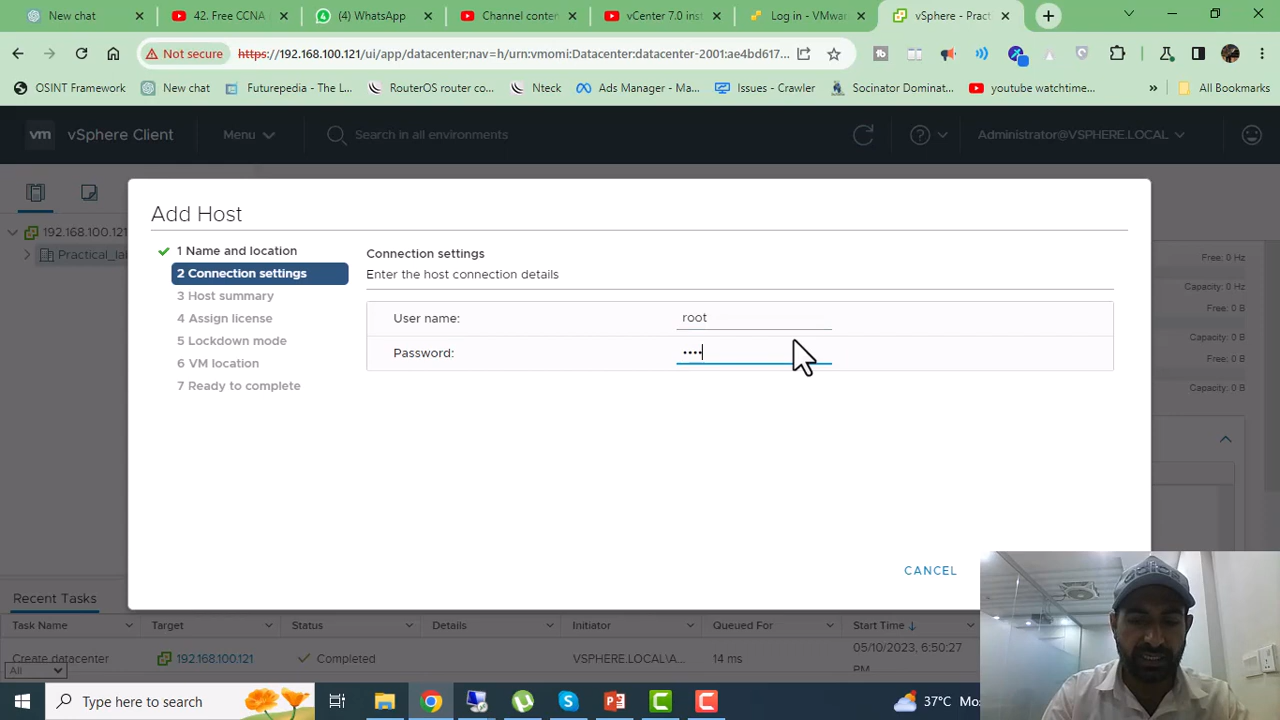 New chat
42. Free CCNA
(4) WhatsApp
Channel conten
vCenter 7.0 inst
Log in - VMwar
vSphere - Pract
Not secure
https://192.168.100.121/ui/app/datacenter;nav=h/urn:vmomi:Datacenter:datacenter-2001:ae4bd617...
OSINT Framework
New chat
Futurepedia - The L...
RouterOS router co...
Nteck
Ads Manager - Ma...
Issues - Crawler
Socinator Dominat...
youtube watchtime...
»
All Bookmarks
vm vSphere Client
Menu
Search in all environments
Administrator@VSPHERE.LOCAL
192.168.100.121
Practical_la
Add Host
1 Name and location
2 Connection settings
3 Host summary
4 Assign license
5 Lockdown mode
6 VM location
7 Ready to complete
Connection settings
Enter the host connection details
User name: root
Password: ••••
CANCEL
Free: 0 Hz
Capacity: 0 Hz
Free: 0 B
Capacity: 0 B
Free: 0 B
Capacity: 0 B
Recent Tasks
Task Name Target Status Details Initiator Queued For Start Time
Create datacenter 192.168.100.121 Completed VSPHERE.LOCAL\A... 14 ms 05/10/2023, 6:50:27 PM
All
Type here to search
37°C Mos